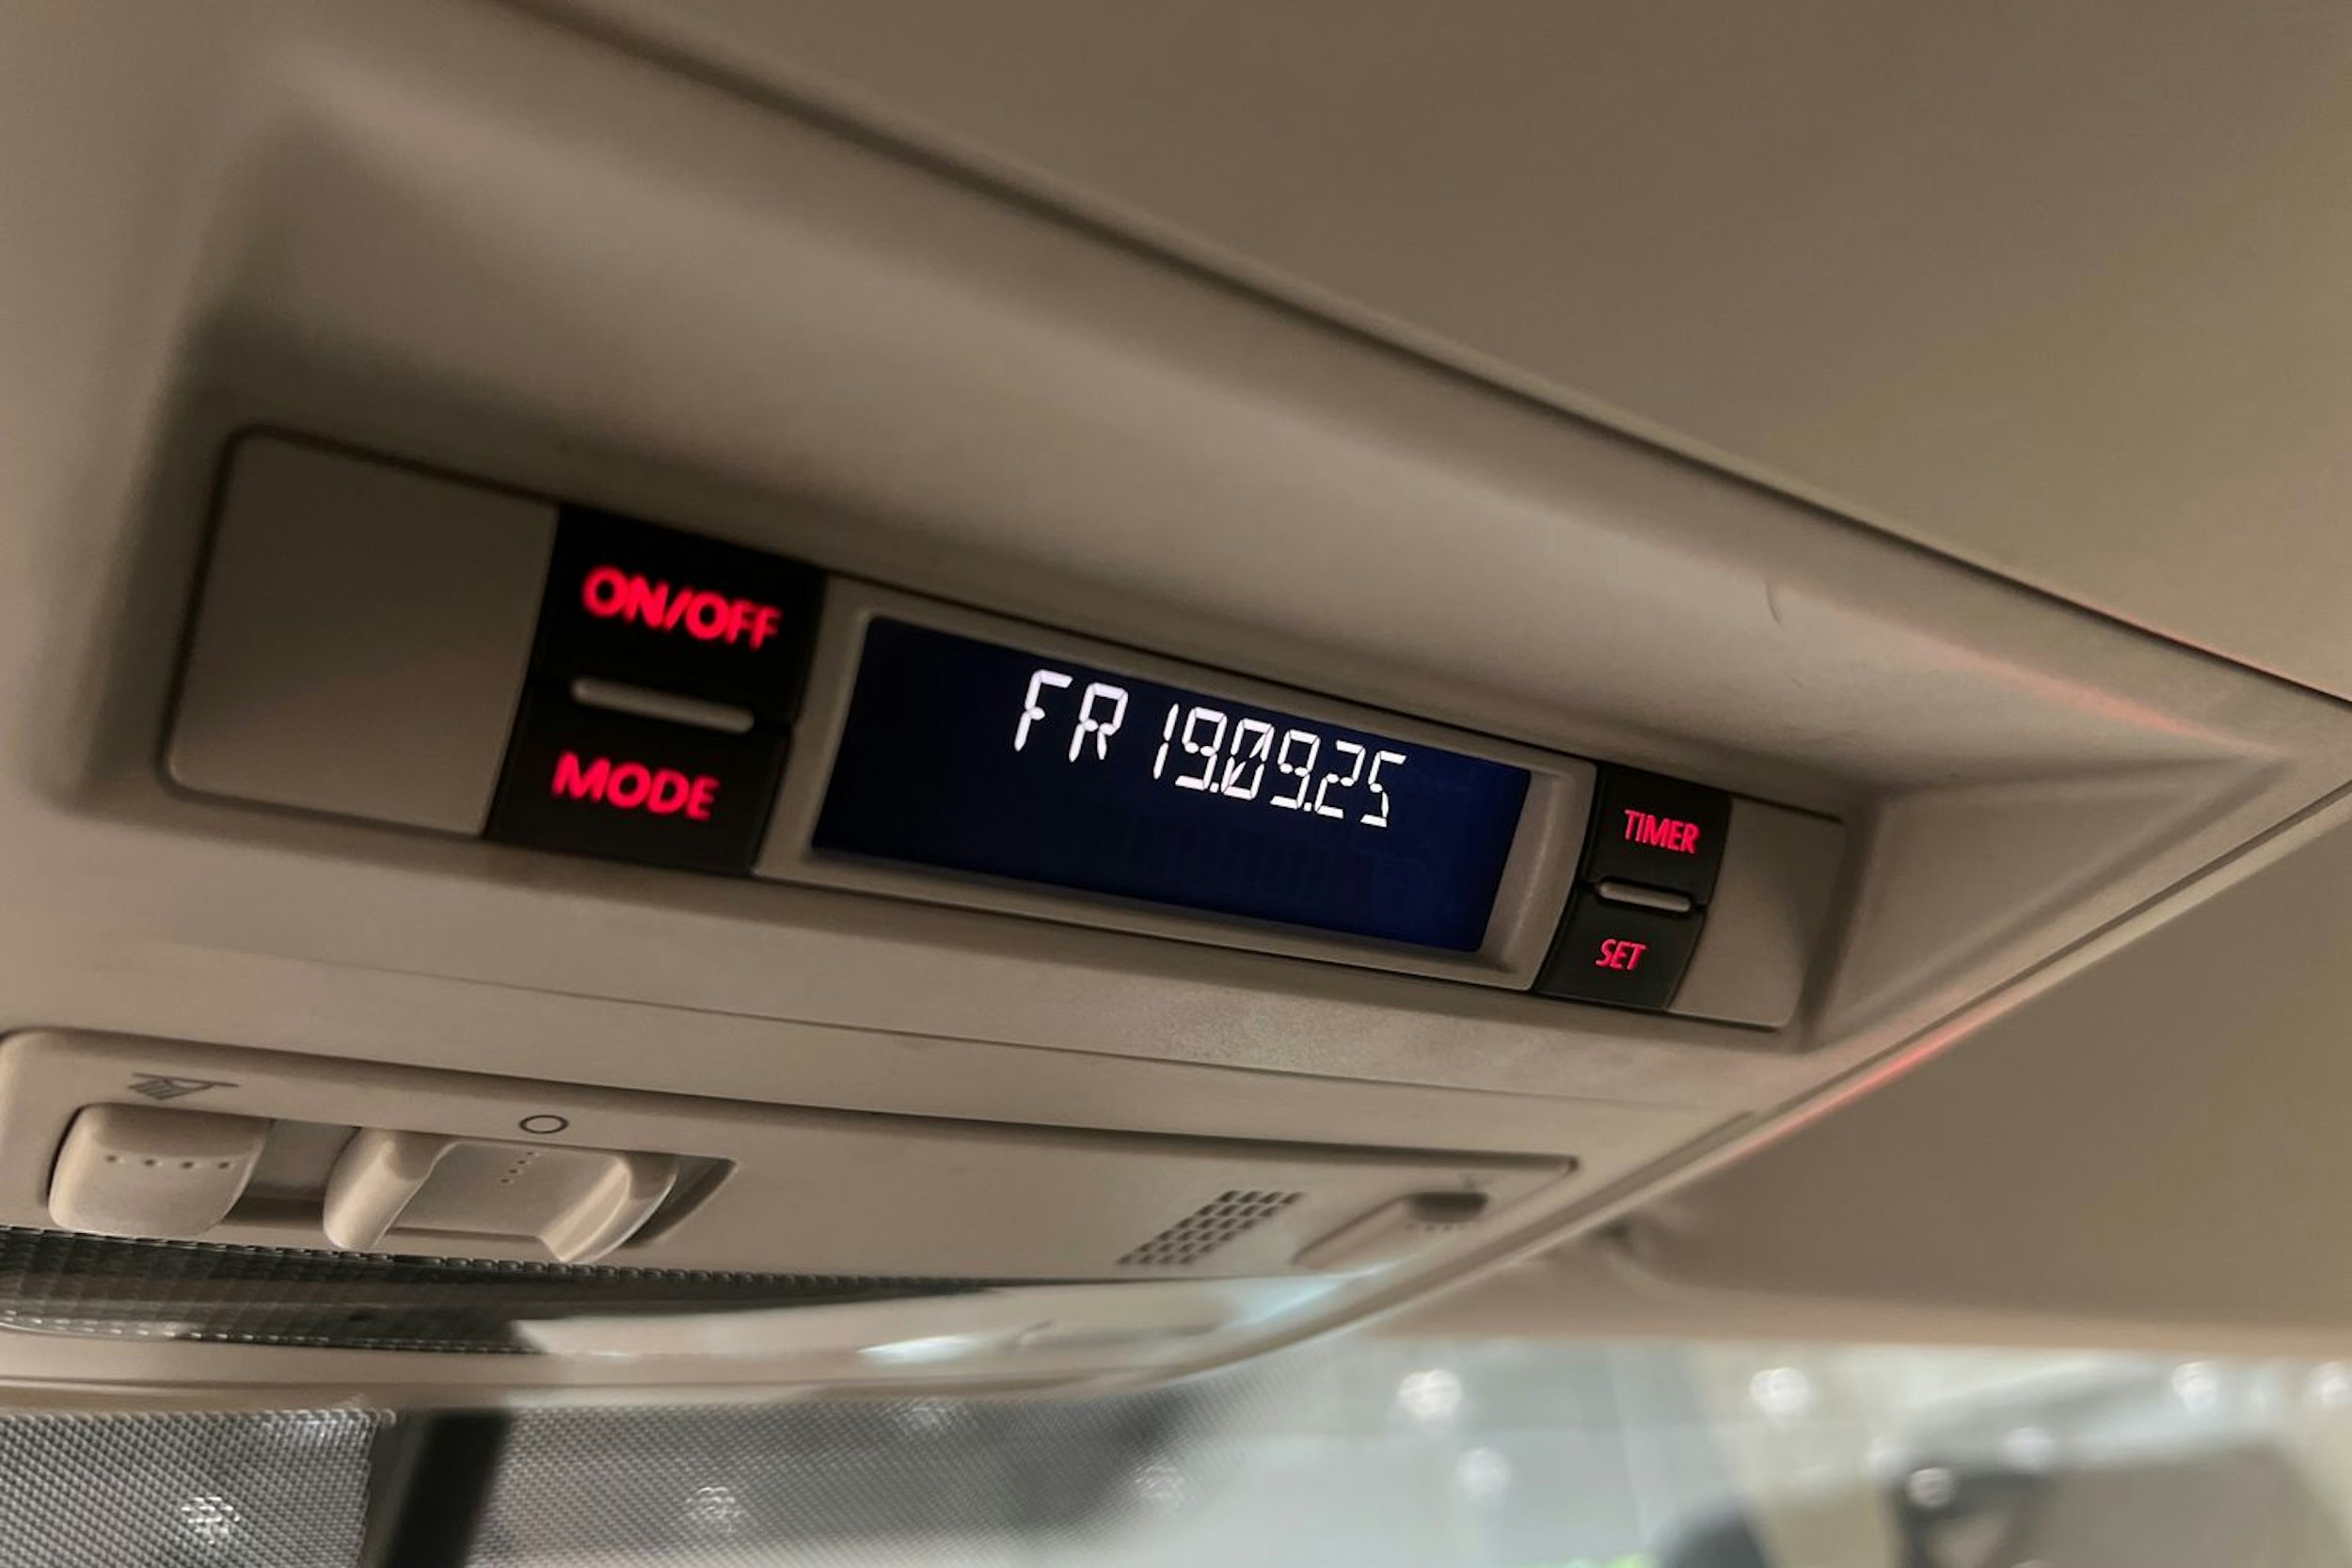 ON/OFF
MODE
FR 19.09.25
TIMER
SET